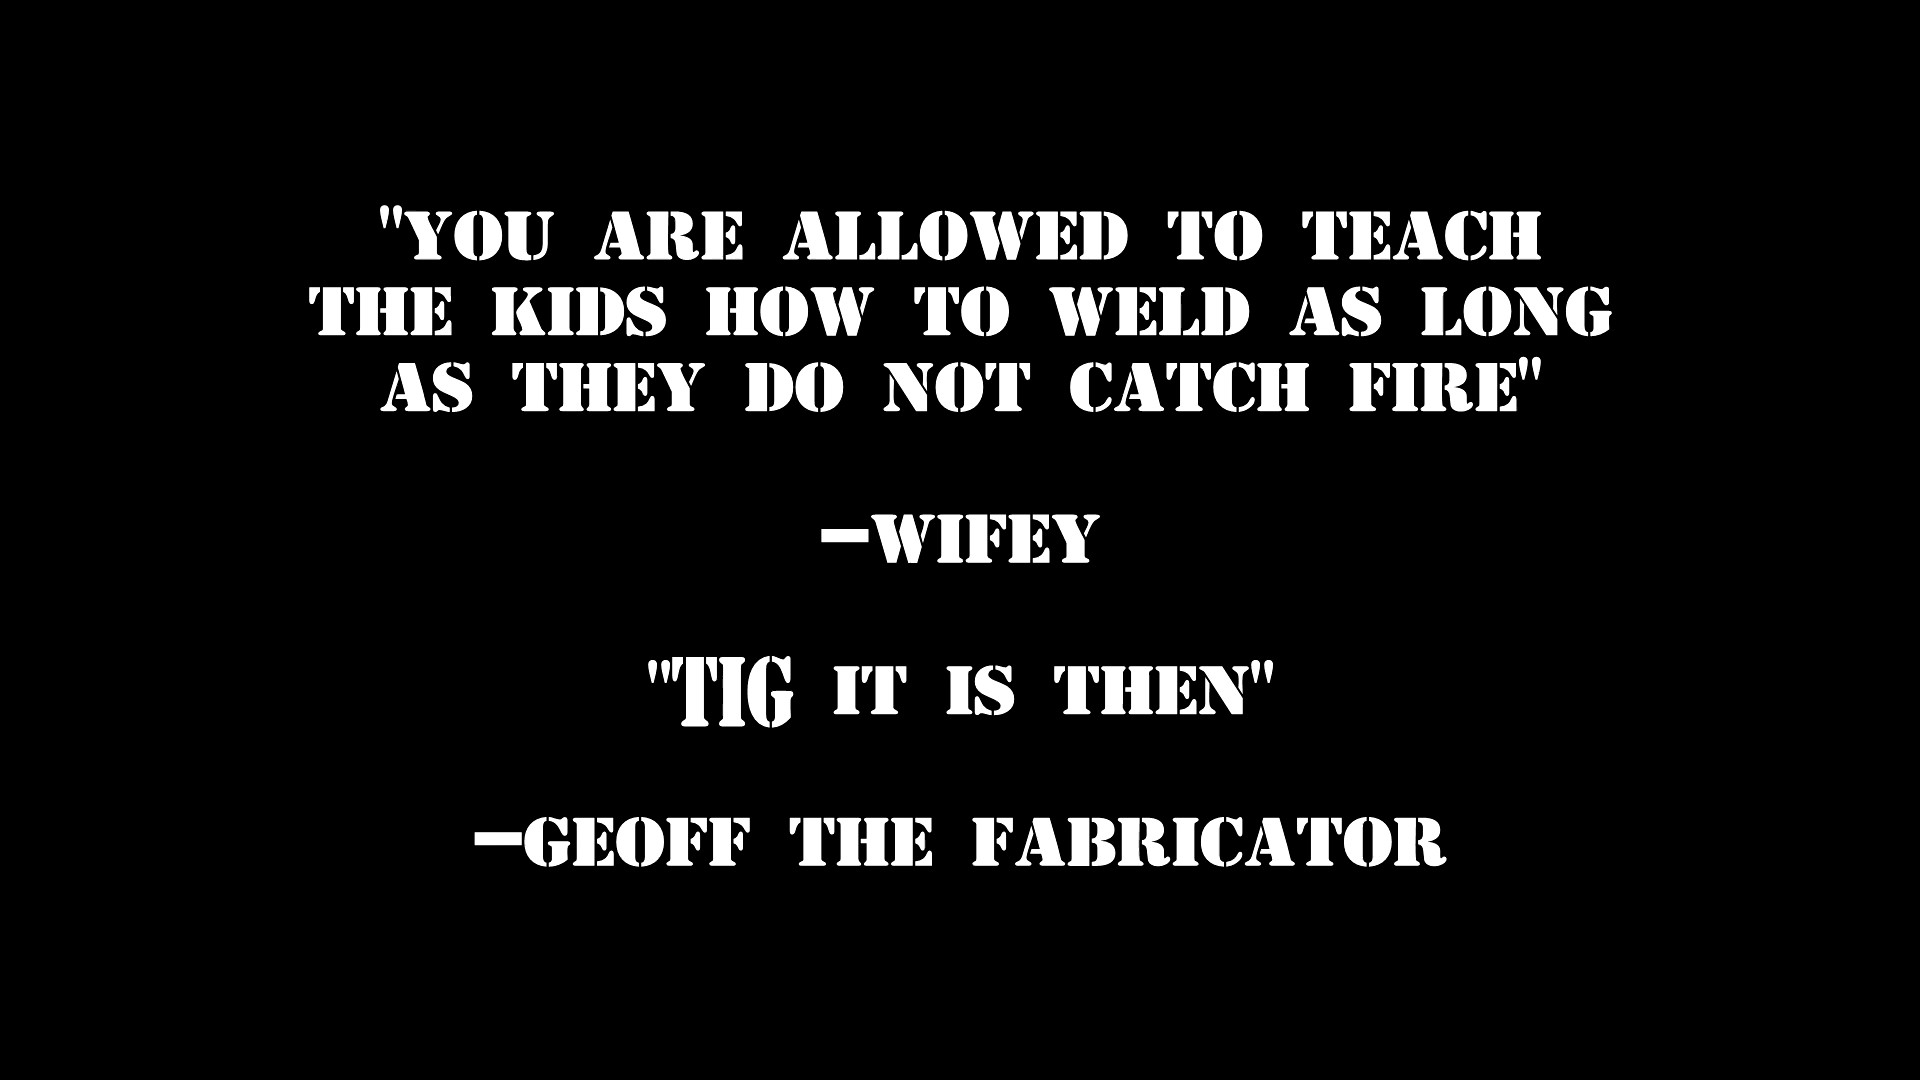 "YOU ARE ALLOWED TO TEACH
THE KIDS HOW TO WELD AS LONG
AS THEY DO NOT CATCH FIRE"
—WIFEY
"TIG IT IS THEN"
—GEOFF THE FABRICATOR